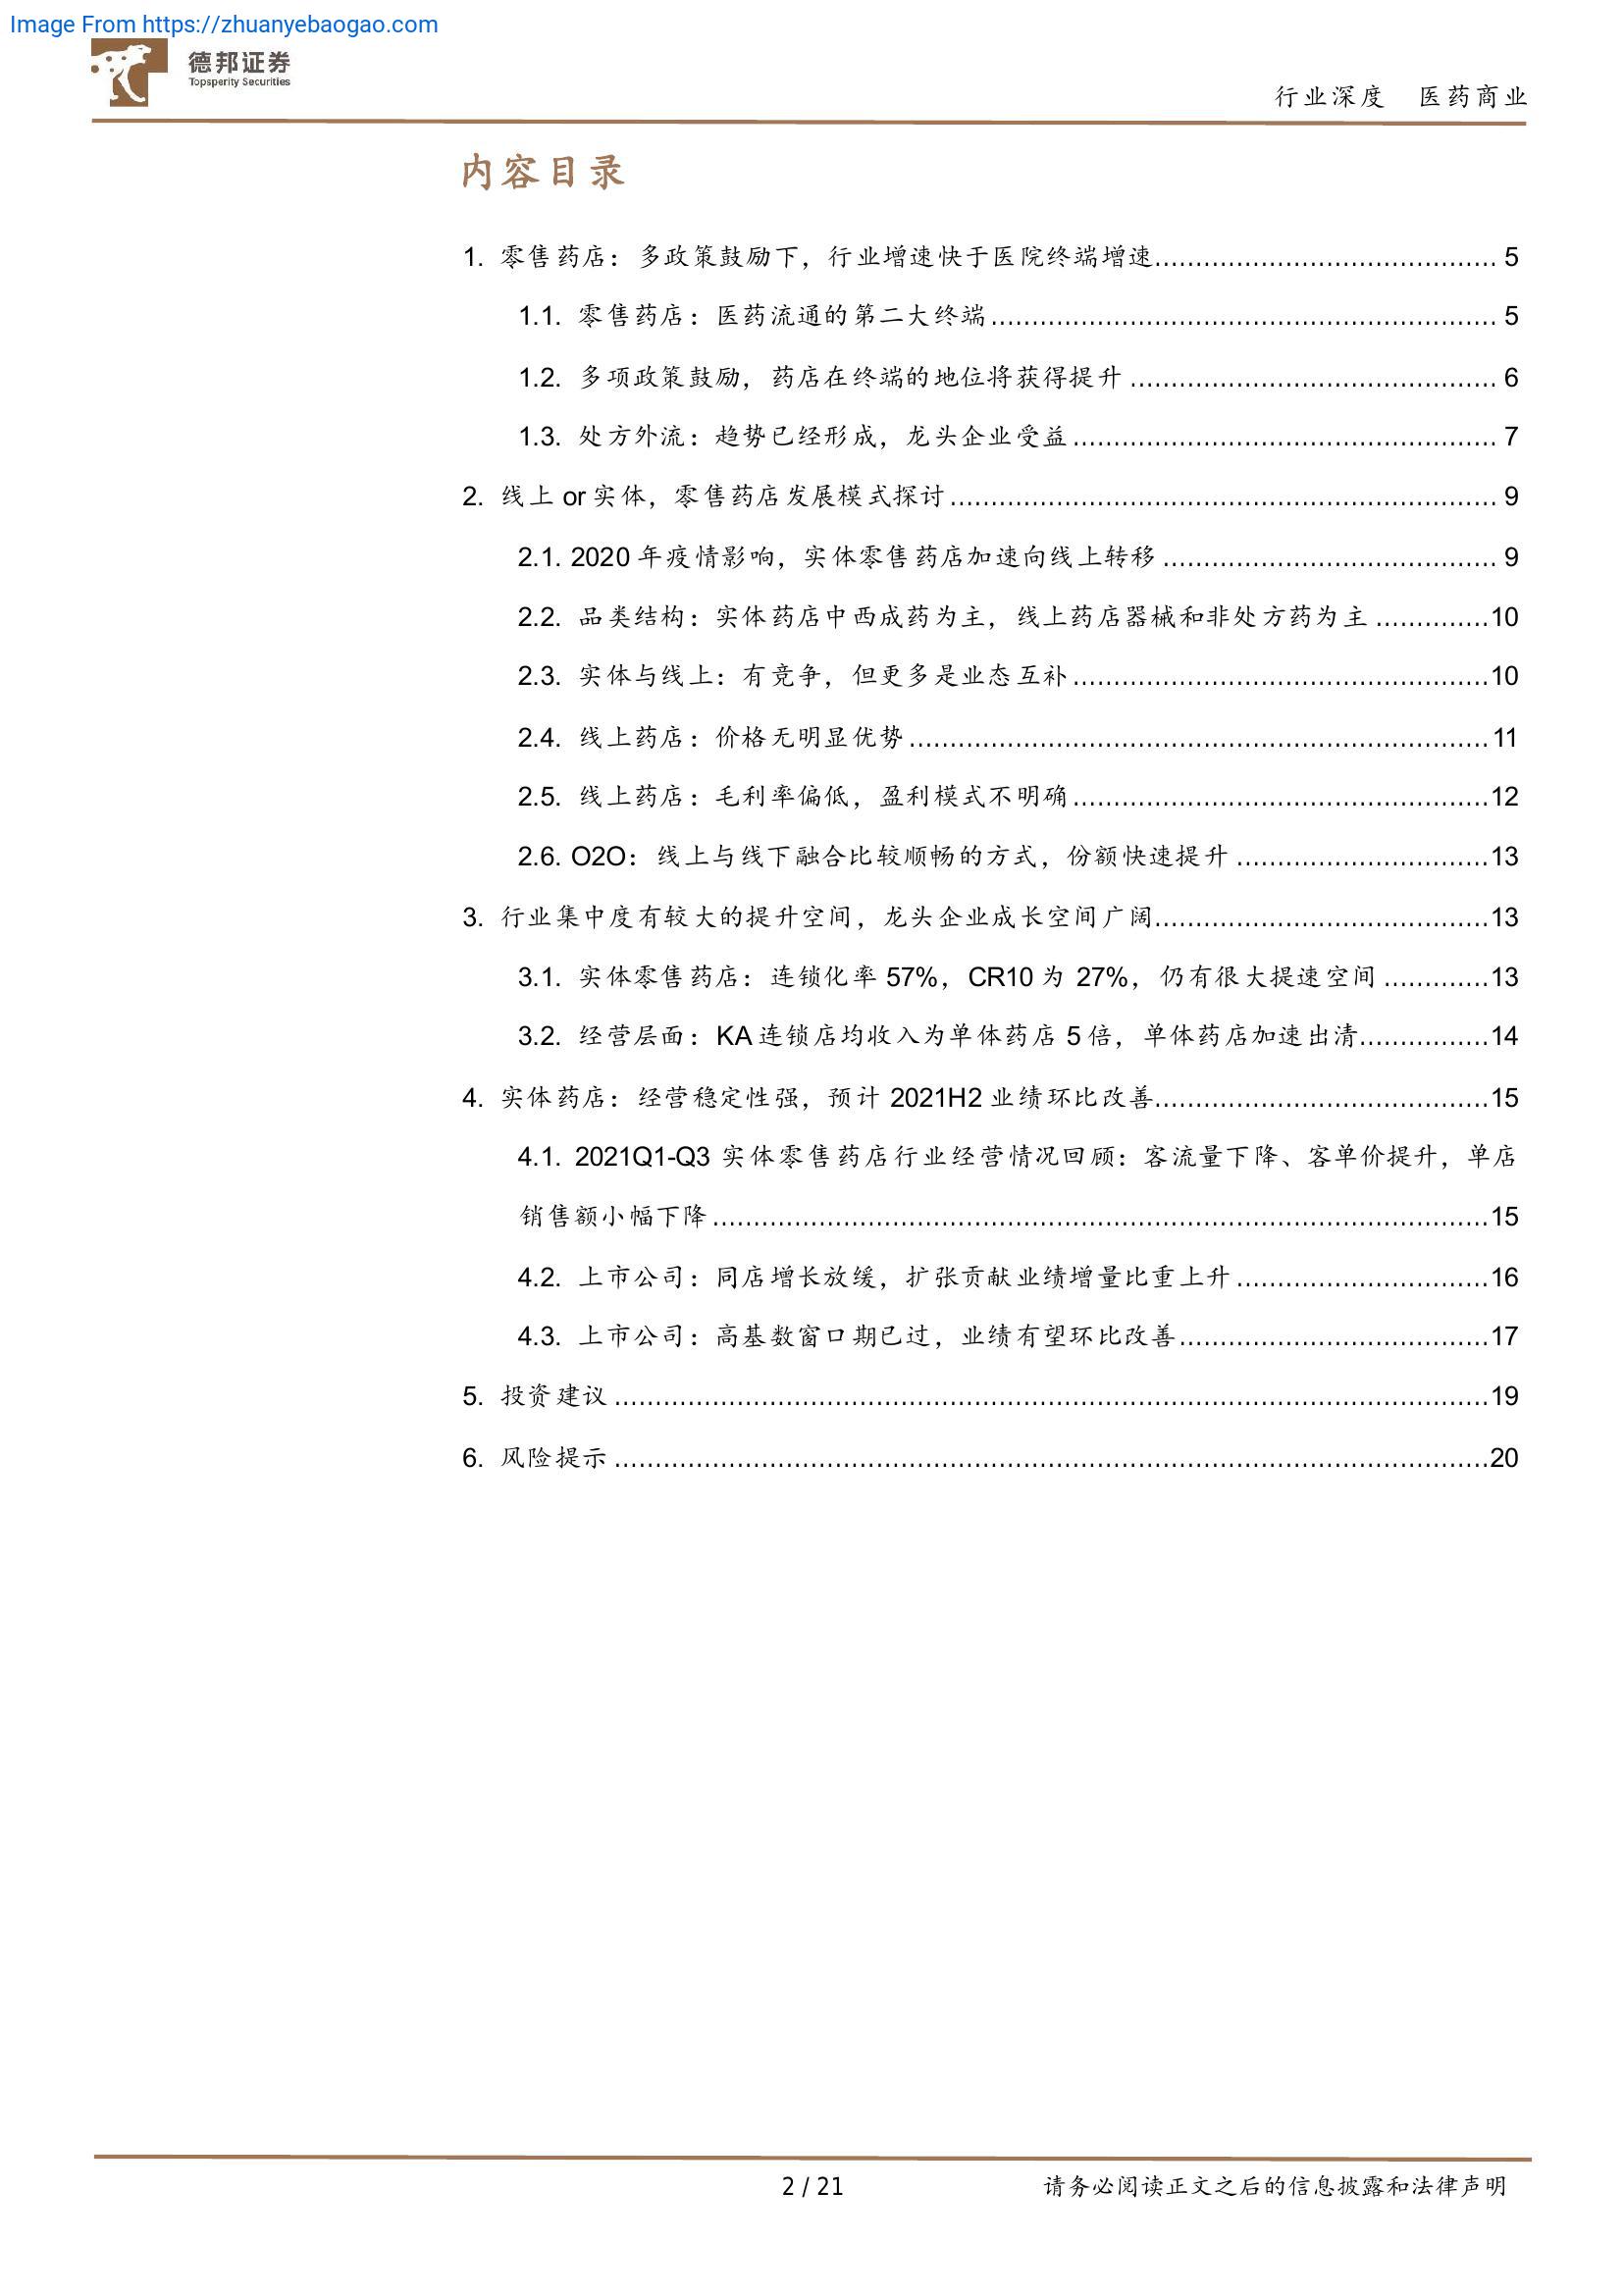 Image From https://zhuanyebaogao.com
德邦证券
Topsperity Securities
行业深度 医药商业
内容目录
1. 零售药店：多政策鼓励下，行业增速快于医院终端增速.......................................... 5
1.1. 零售药店：医药流通的第二大终端.............................................................. 5
1.2. 多项政策鼓励，药店在终端的地位将获得提升............................................. 6
1.3. 处方外流：趋势已经形成，龙头企业受益.................................................... 7
2. 线上 or 实体，零售药店发展模式探讨................................................................... 9
2.1. 2020 年疫情影响，实体零售药店加速向线上转移......................................... 9
2.2. 品类结构：实体药店中西成药为主，线上药店器械和非处方药为主..............10
2.3. 实体与线上：有竞争，但更多是业态互补...................................................10
2.4. 线上药店：价格无明显优势.......................................................................11
2.5. 线上药店：毛利率偏低，盈利模式不明确...................................................12
2.6. O2O：线上与线下融合比较顺畅的方式，份额快速提升...............................13
3. 行业集中度有较大的提升空间，龙头企业成长空间广阔.........................................13
3.1. 实体零售药店：连锁化率 57%，CR10 为 27%，仍有很大提速空间.............13
3.2. 经营层面：KA 连锁店均收入为单体药店 5 倍，单体药店加速出清................14
4. 实体药店：经营稳定性强，预计 2021H2 业绩环比改善.........................................15
4.1. 2021Q1-Q3 实体零售药店行业经营情况回顾：客流量下降、客单价提升，单店
销售额小幅下降...............................................................................................15
4.2. 上市公司：同店增长放缓，扩张贡献业绩增量比重上升...............................16
4.3. 上市公司：高基数窗口期已过，业绩有望环比改善......................................17
5. 投资建议...........................................................................................................19
6. 风险提示...........................................................................................................20
2 / 21
请务必阅读正文之后的信息披露和法律声明